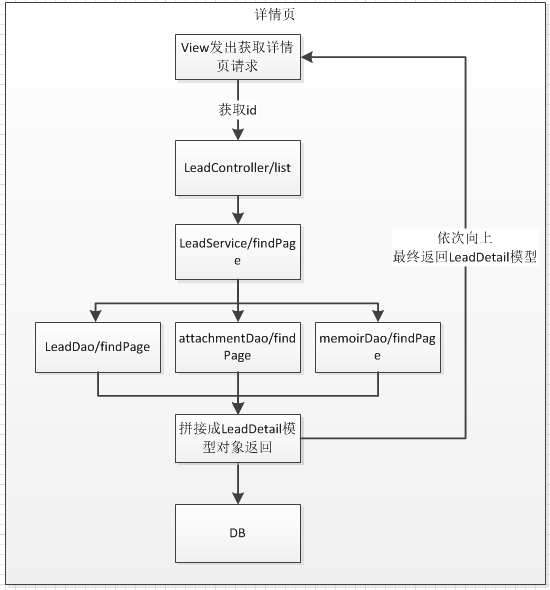 详情页
View发出获取详情
页请求
获取id
LeadController/list
LeadService/findPag
e
依次向上
最终返回LeadDetail模型
LeadDao/findPage
attachmentDao/find
Page
memoirDao/findPag
e
拼接成LeadDetail模
型对象返回
DB